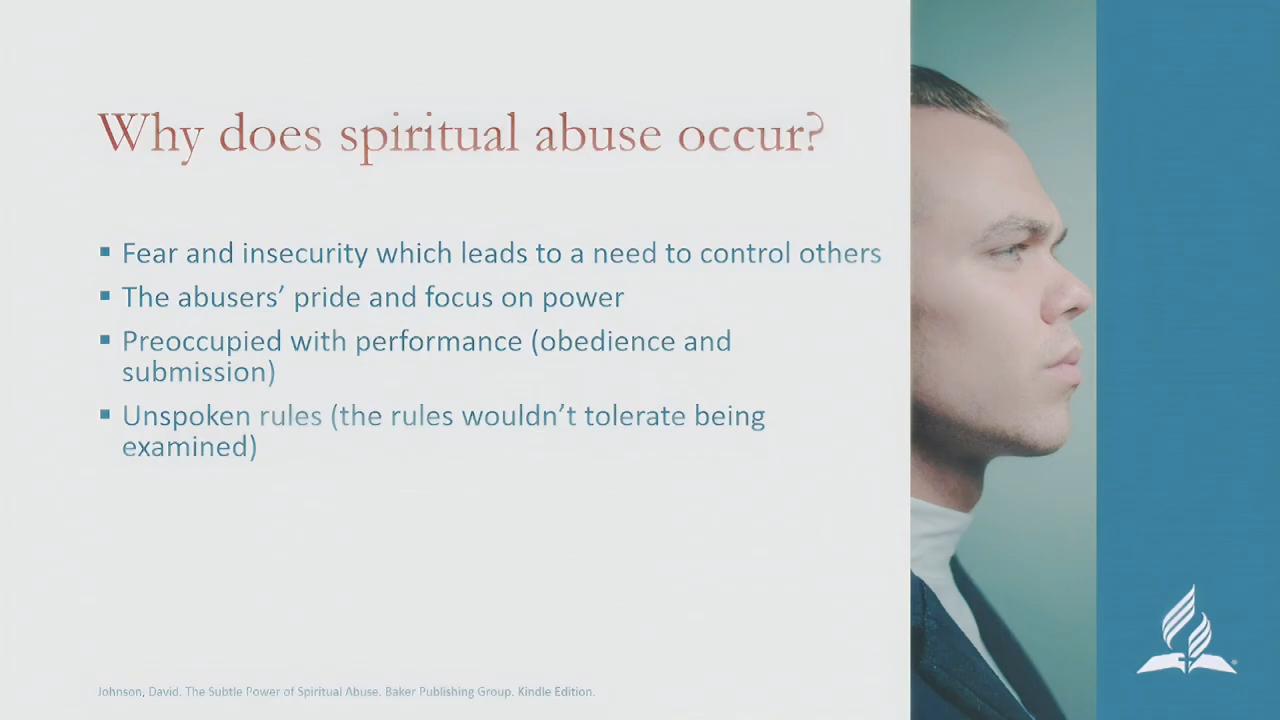 Why does spiritual abuse occur?
▪ Fear and insecurity which leads to a need to control others
▪ The abusers’ pride and focus on power
▪ Preoccupied with performance (obedience and
submission)
▪ Unspoken rules (the rules wouldn’t tolerate being
examined)
Johnson, David. The Subtle Power of Spiritual Abuse. Baker Publishing Group. Kindle Edition.